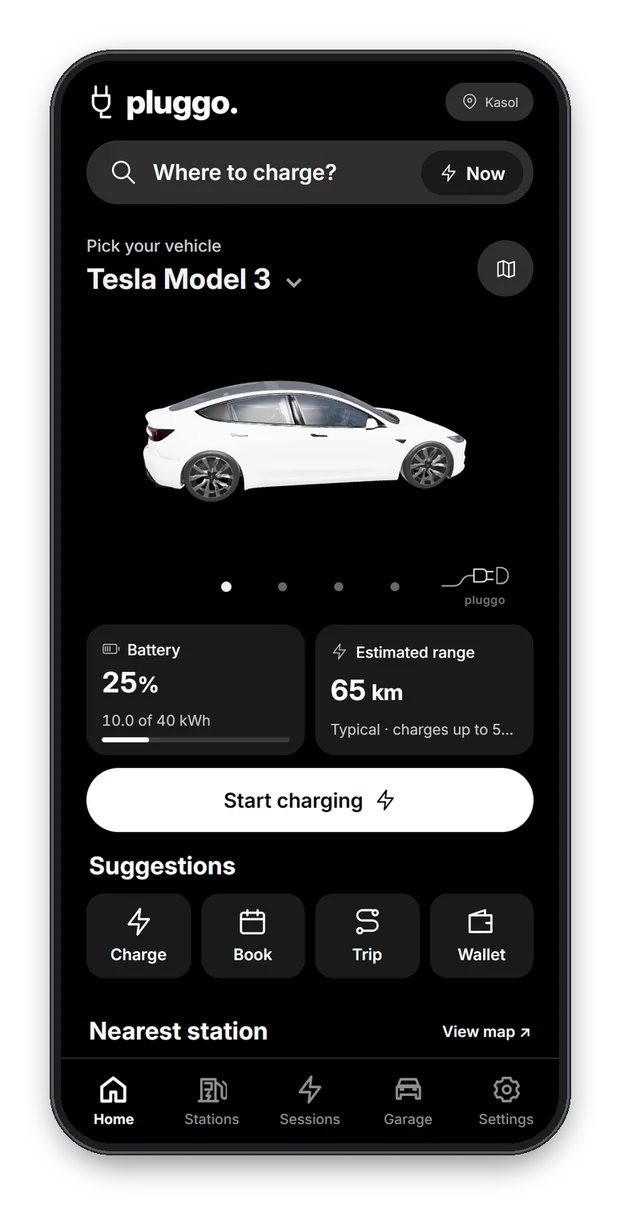 pluggo.
Kasol
Where to charge?
Now
Pick your vehicle
Tesla Model 3
pluggo
Battery
25%
10.0 of 40 kWh
Estimated range
65 km
Typical · charges up to 5...
Start charging
Suggestions
Charge
Book
Trip
Wallet
Nearest station
View map
Home
Stations
Sessions
Garage
Settings